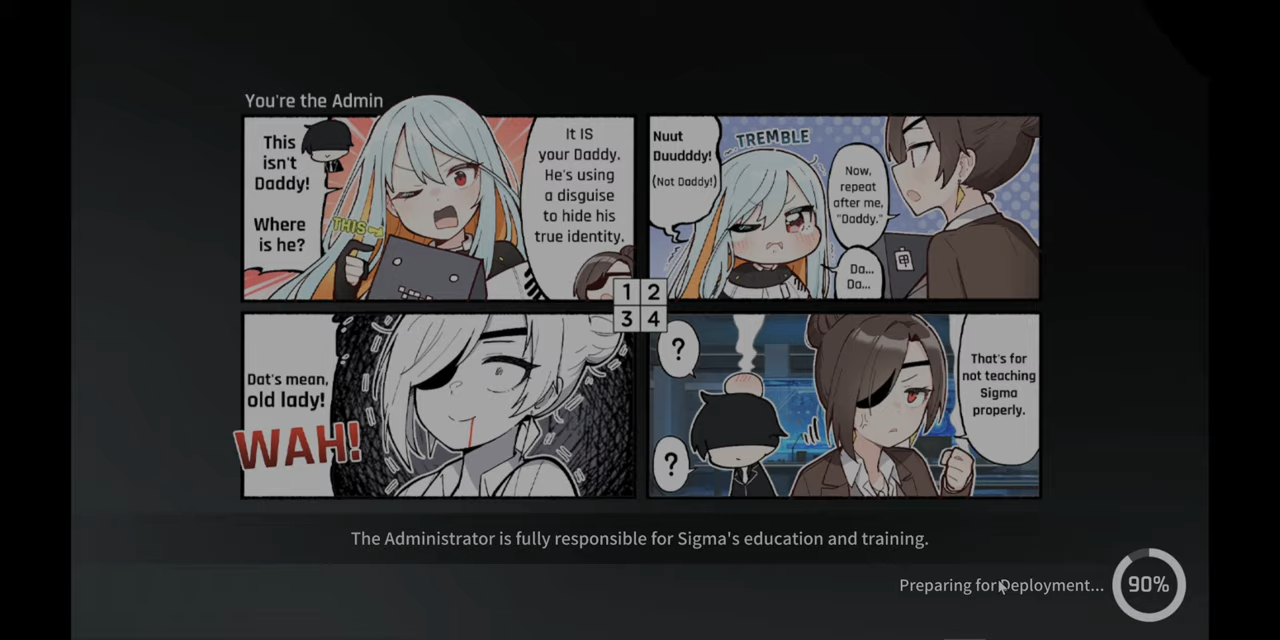 You're the Admin
This
isn't
Daddy!
Where
is he?
THIS
It IS
your Daddy.
He's using
a disguise
to hide his
true identity.
Nuut
Duudddy!
(Not Daddy!)
TREMBLE
Now,
repeat
after me,
"Daddy."
Da...
Da...
甲
1 2
3 4
Dat's mean,
old lady!
WAH!
?
?
That's for
not teaching
Sigma
properly.
The Administrator is fully responsible for Sigma's education and training.
Preparing for Deployment...
90%